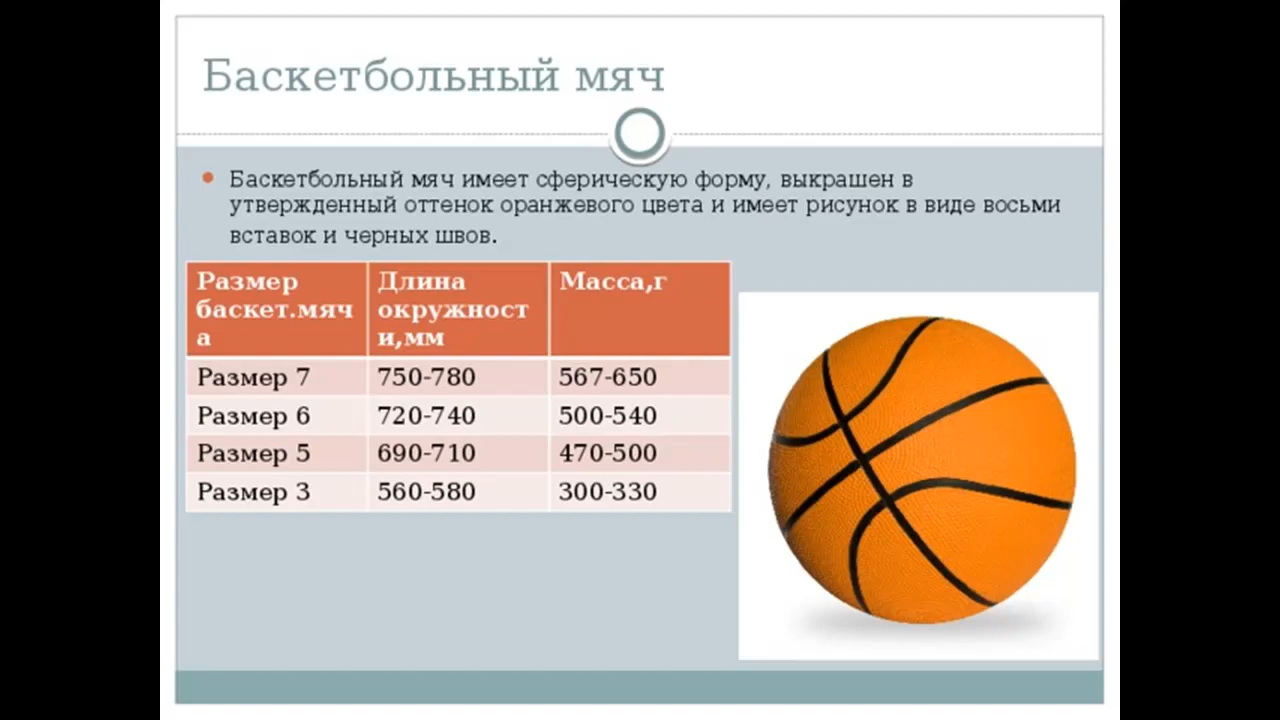 Баскетбольный мяч
Баскетбольный мяч имеет сферическую форму, выкрашен в
утвержденный оттенок оранжевого цвета и имеет рисунок в виде восьми
вставок и черных швов.
Размер
баскет.мяч
а
Длина
окружност
и,мм
Масса,г
Размер 7 750-780 567-650
Размер 6 720-740 500-540
Размер 5 690-710 470-500
Размер 3 560-580 300-330